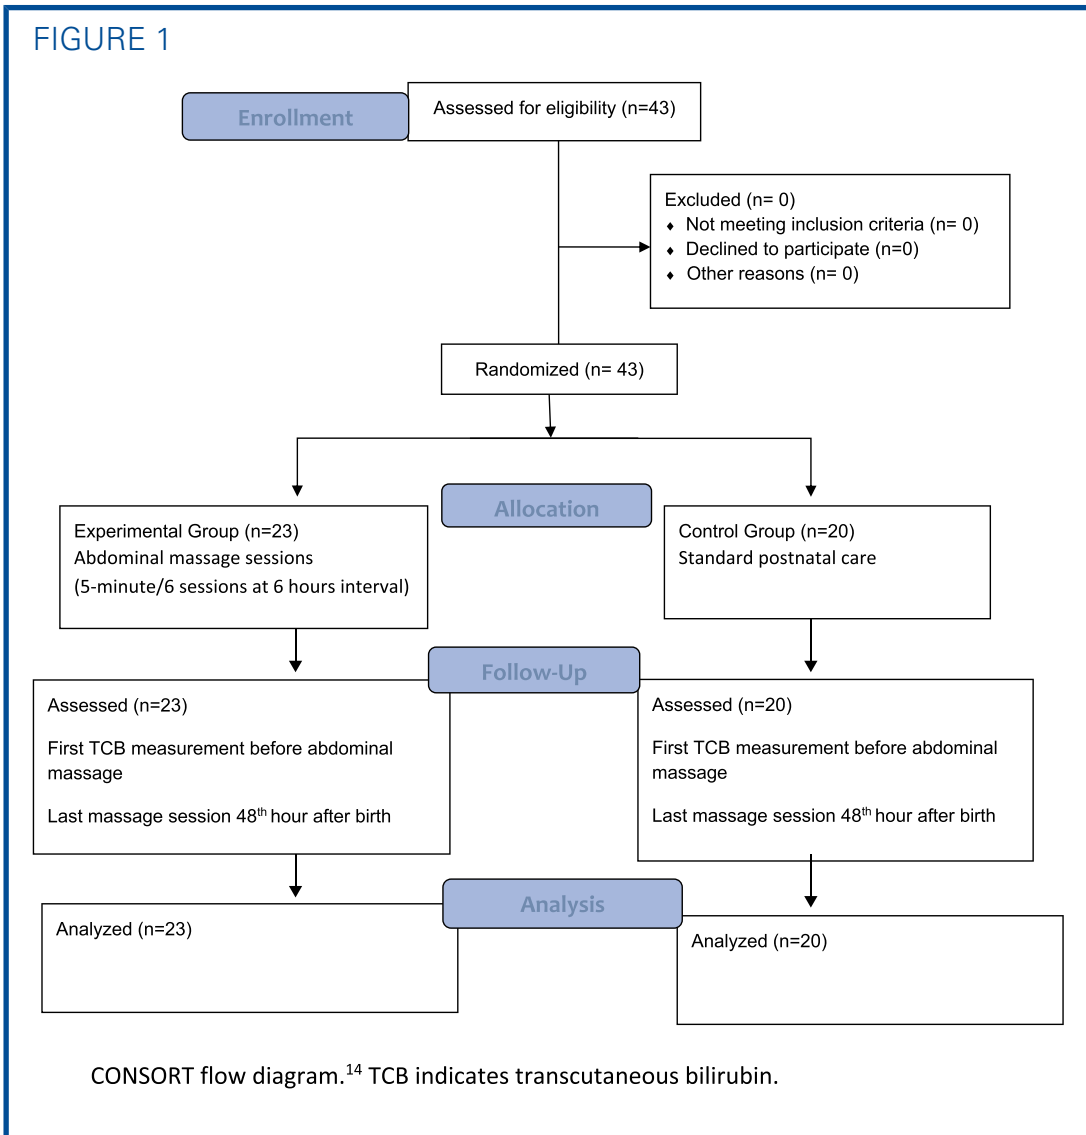 FIGURE 1
Enrollment
Assessed for eligibility (n=43)
Excluded (n= 0)
♦ Not meeting inclusion criteria (n= 0)
♦ Declined to participate (n=0)
♦ Other reasons (n= 0)
Randomized (n= 43)
Allocation
Experimental Group (n=23)
Abdominal massage sessions
(5-minute/6 sessions at 6 hours interval)
Control Group (n=20)
Standard postnatal care
Follow-Up
Assessed (n=23)
First TCB measurement before abdominal
massage
Last massage session 48th hour after birth
Assessed (n=20)
First TCB measurement before abdominal
massage
Last massage session 48th hour after birth
Analysis
Analyzed (n=23)
Analyzed (n=20)
CONSORT flow diagram.14 TCB indicates transcutaneous bilirubin.